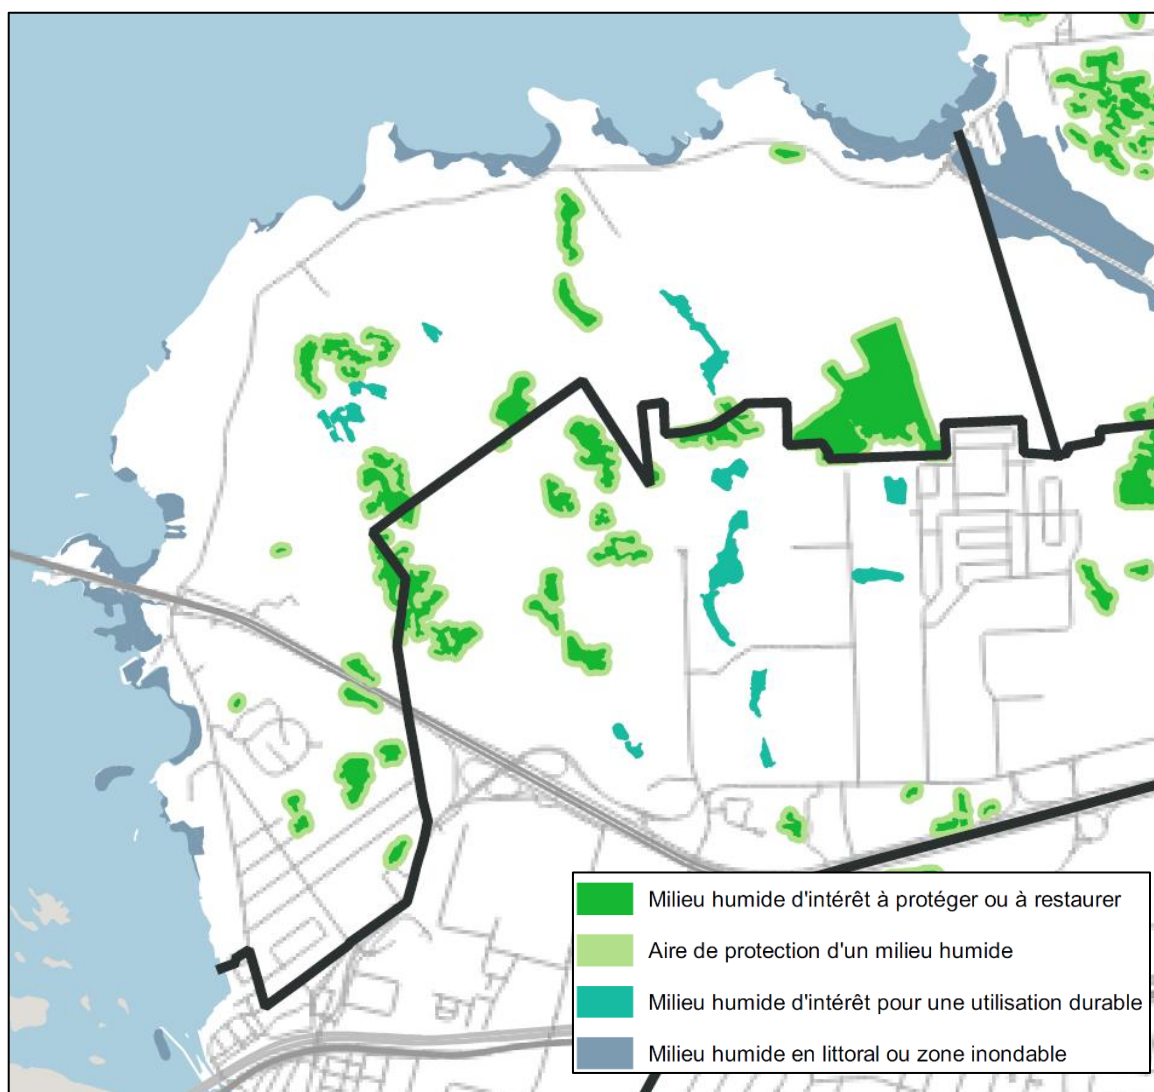 Milieu humide d'intérêt à protéger ou à restaurer
Aire de protection d'un milieu humide
Milieu humide d'intérêt pour une utilisation durable
Milieu humide en littoral ou zone inondable